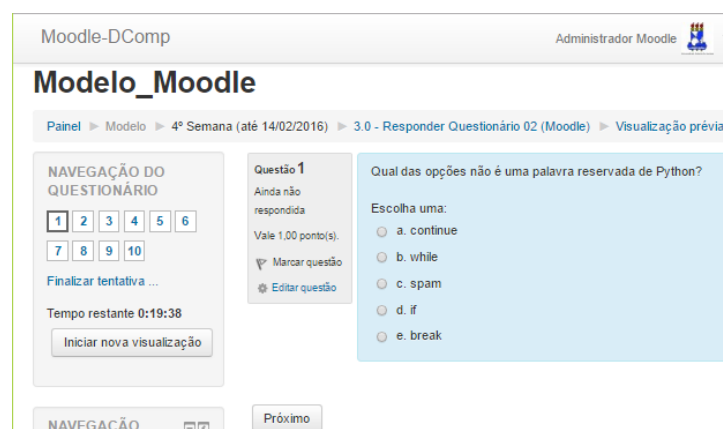 Moodle-DComp
Administrador Moodle
Modelo_Moodle
Painel ► Modelo ► 4º Semana (até 14/02/2016) ► 3.0 - Responder Questionário 02 (Moodle) ► Visualização prévia
NAVEGAÇÃO DO
QUESTIONÁRIO
1 2 3 4 5 6
7 8 9 10
Finalizar tentativa ...
Tempo restante 0:19:38
Iniciar nova visualização
Questão 1
Ainda não
respondida
Vale 1,00 ponto(s).
Marcar questão
Editar questão
Qual das opções não é uma palavra reservada de Python?
Escolha uma:
a. continue
b. while
c. spam
d. if
e. break
Próximo
NAVEGAÇÃO